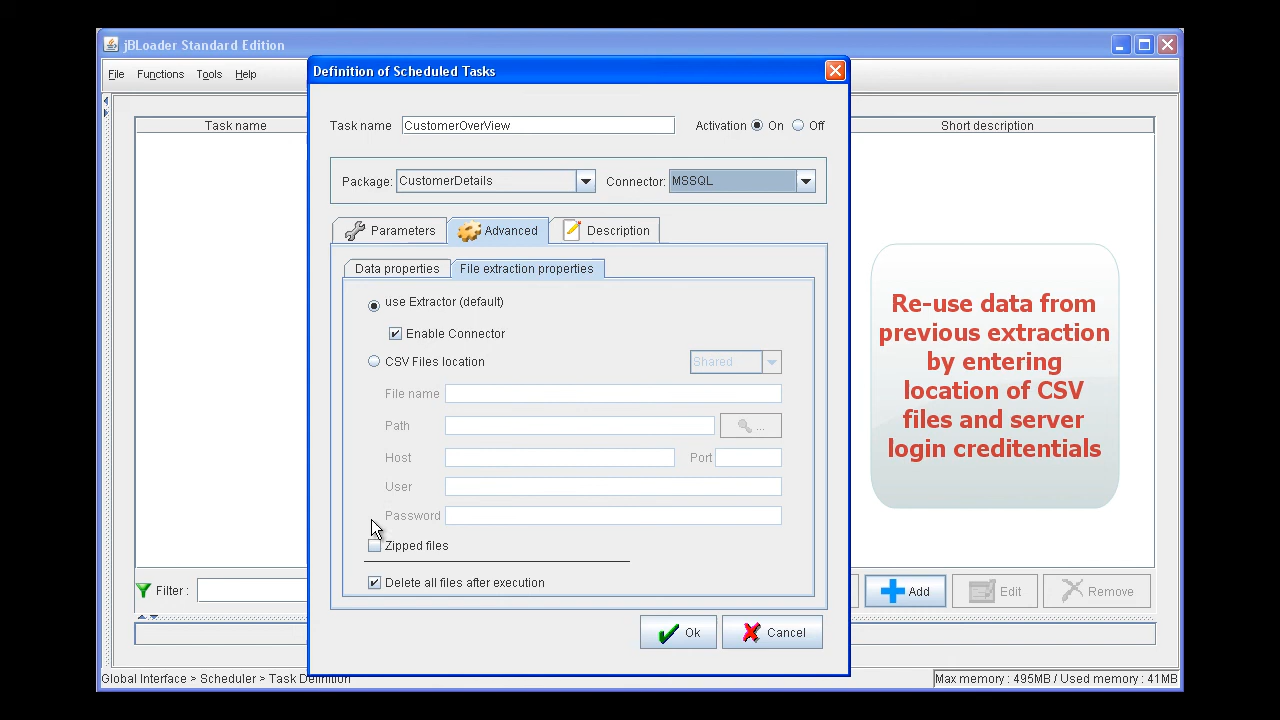 jBLoader Standard Edition
File Functions Tools Help
Definition of Scheduled Tasks
Task name
Short description
Task name CustomerOverView Activation On Off
Package: CustomerDetails Connector: MSSQL
Parameters Advanced Description
Data properties File extraction properties
use Extractor (default)
Enable Connector
CSV Files location Shared
File name
Path ...
Host Port
User
Password
Zipped files
Delete all files after execution
Ok Cancel
Re-use data from
previous extraction
by entering
location of CSV
files and server
login creditentials
Filter:
Add Edit Remove
Global Interface > Scheduler > Task Definition
Max memory : 495MB / Used memory : 41MB